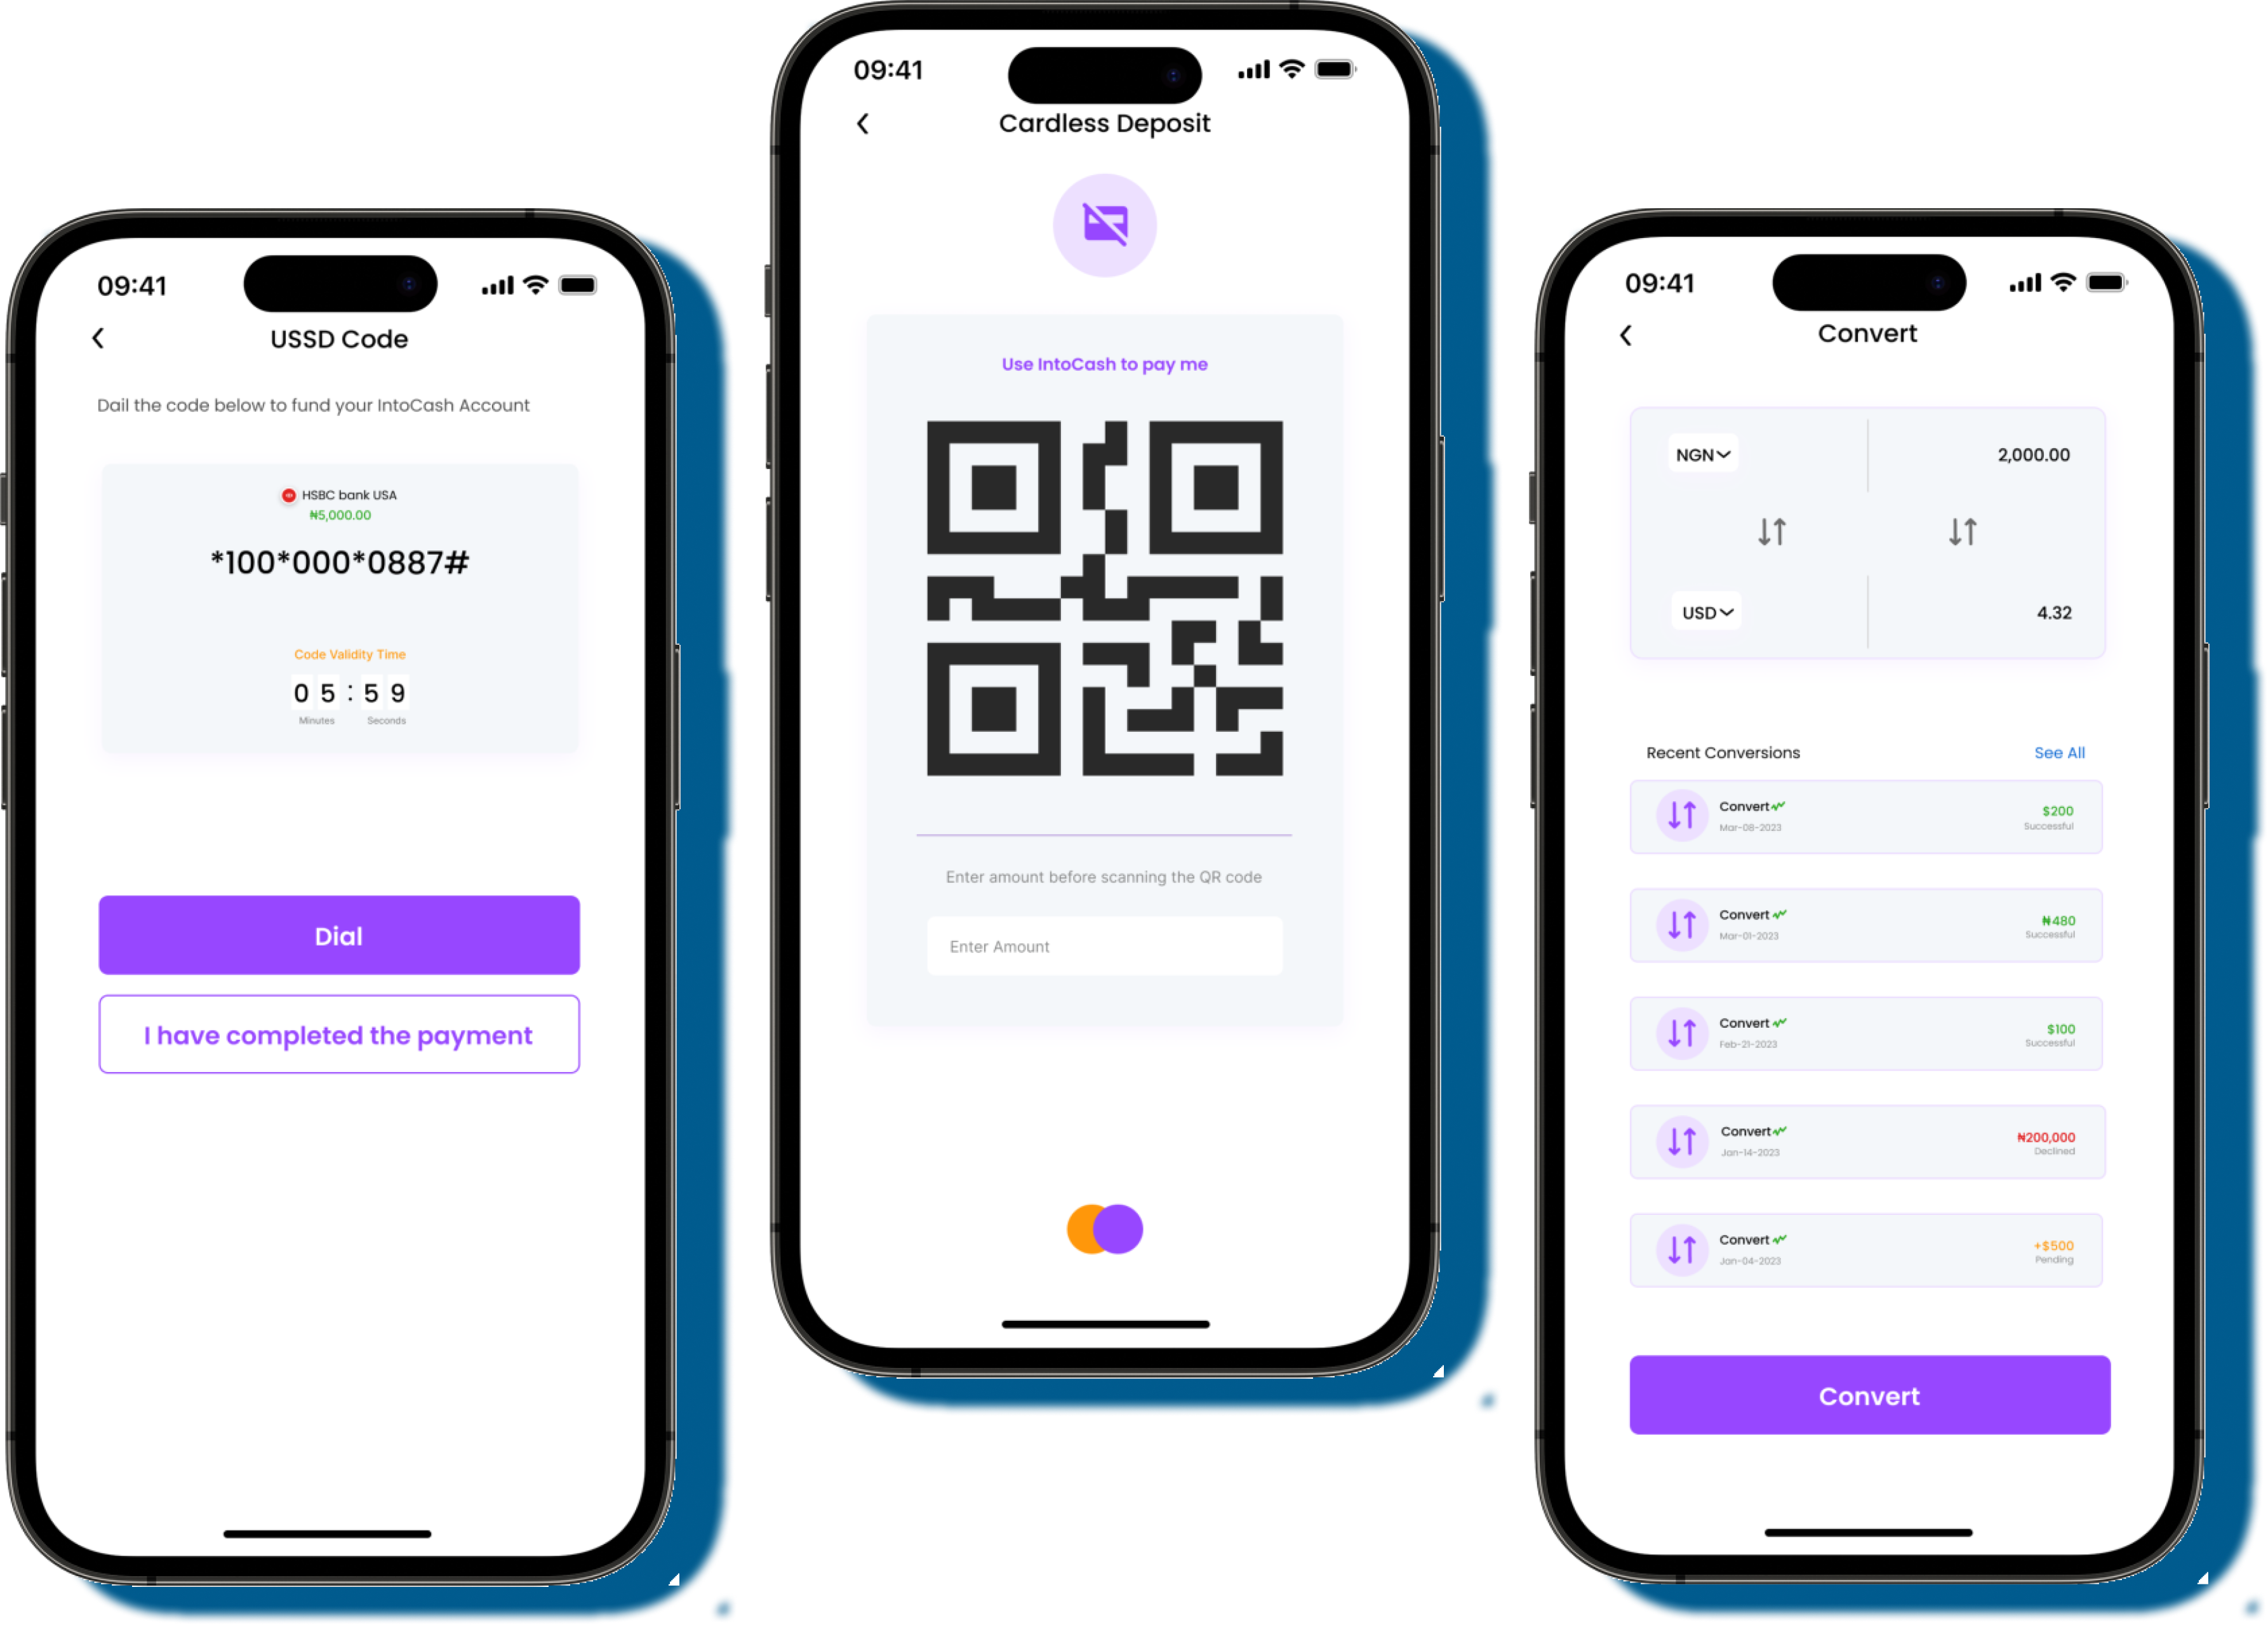 09:41
USSD Code
Dail the code below to fund your IntoCash Account
HSBC bank USA
₦5,000.00
*100*000*0887#
Code Validity Time
05:59
Minutes Seconds
Dial
I have completed the payment
09:41
Cardless Deposit
Use IntoCash to pay me
Enter amount before scanning the QR code
Enter Amount
09:41
Convert
NGN 2,000.00
USD 4.32
Recent Conversions See All
Convert $200
Mar-08-2023 Successful
Convert ₦480
Mar-01-2023 Successful
Convert $100
Feb-21-2023 Successful
Convert ₦200,000
Jan-14-2023 Declined
Convert +$500
Jan-04-2023 Pending
Convert